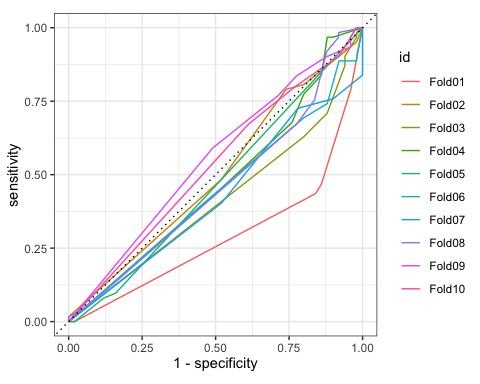 1.00
0.75
0.50
0.25
0.00
sensitivity
0.00 0.25 0.50 0.75 1.00
1 - specificity
id
Fold01
Fold02
Fold03
Fold04
Fold05
Fold06
Fold07
Fold08
Fold09
Fold10